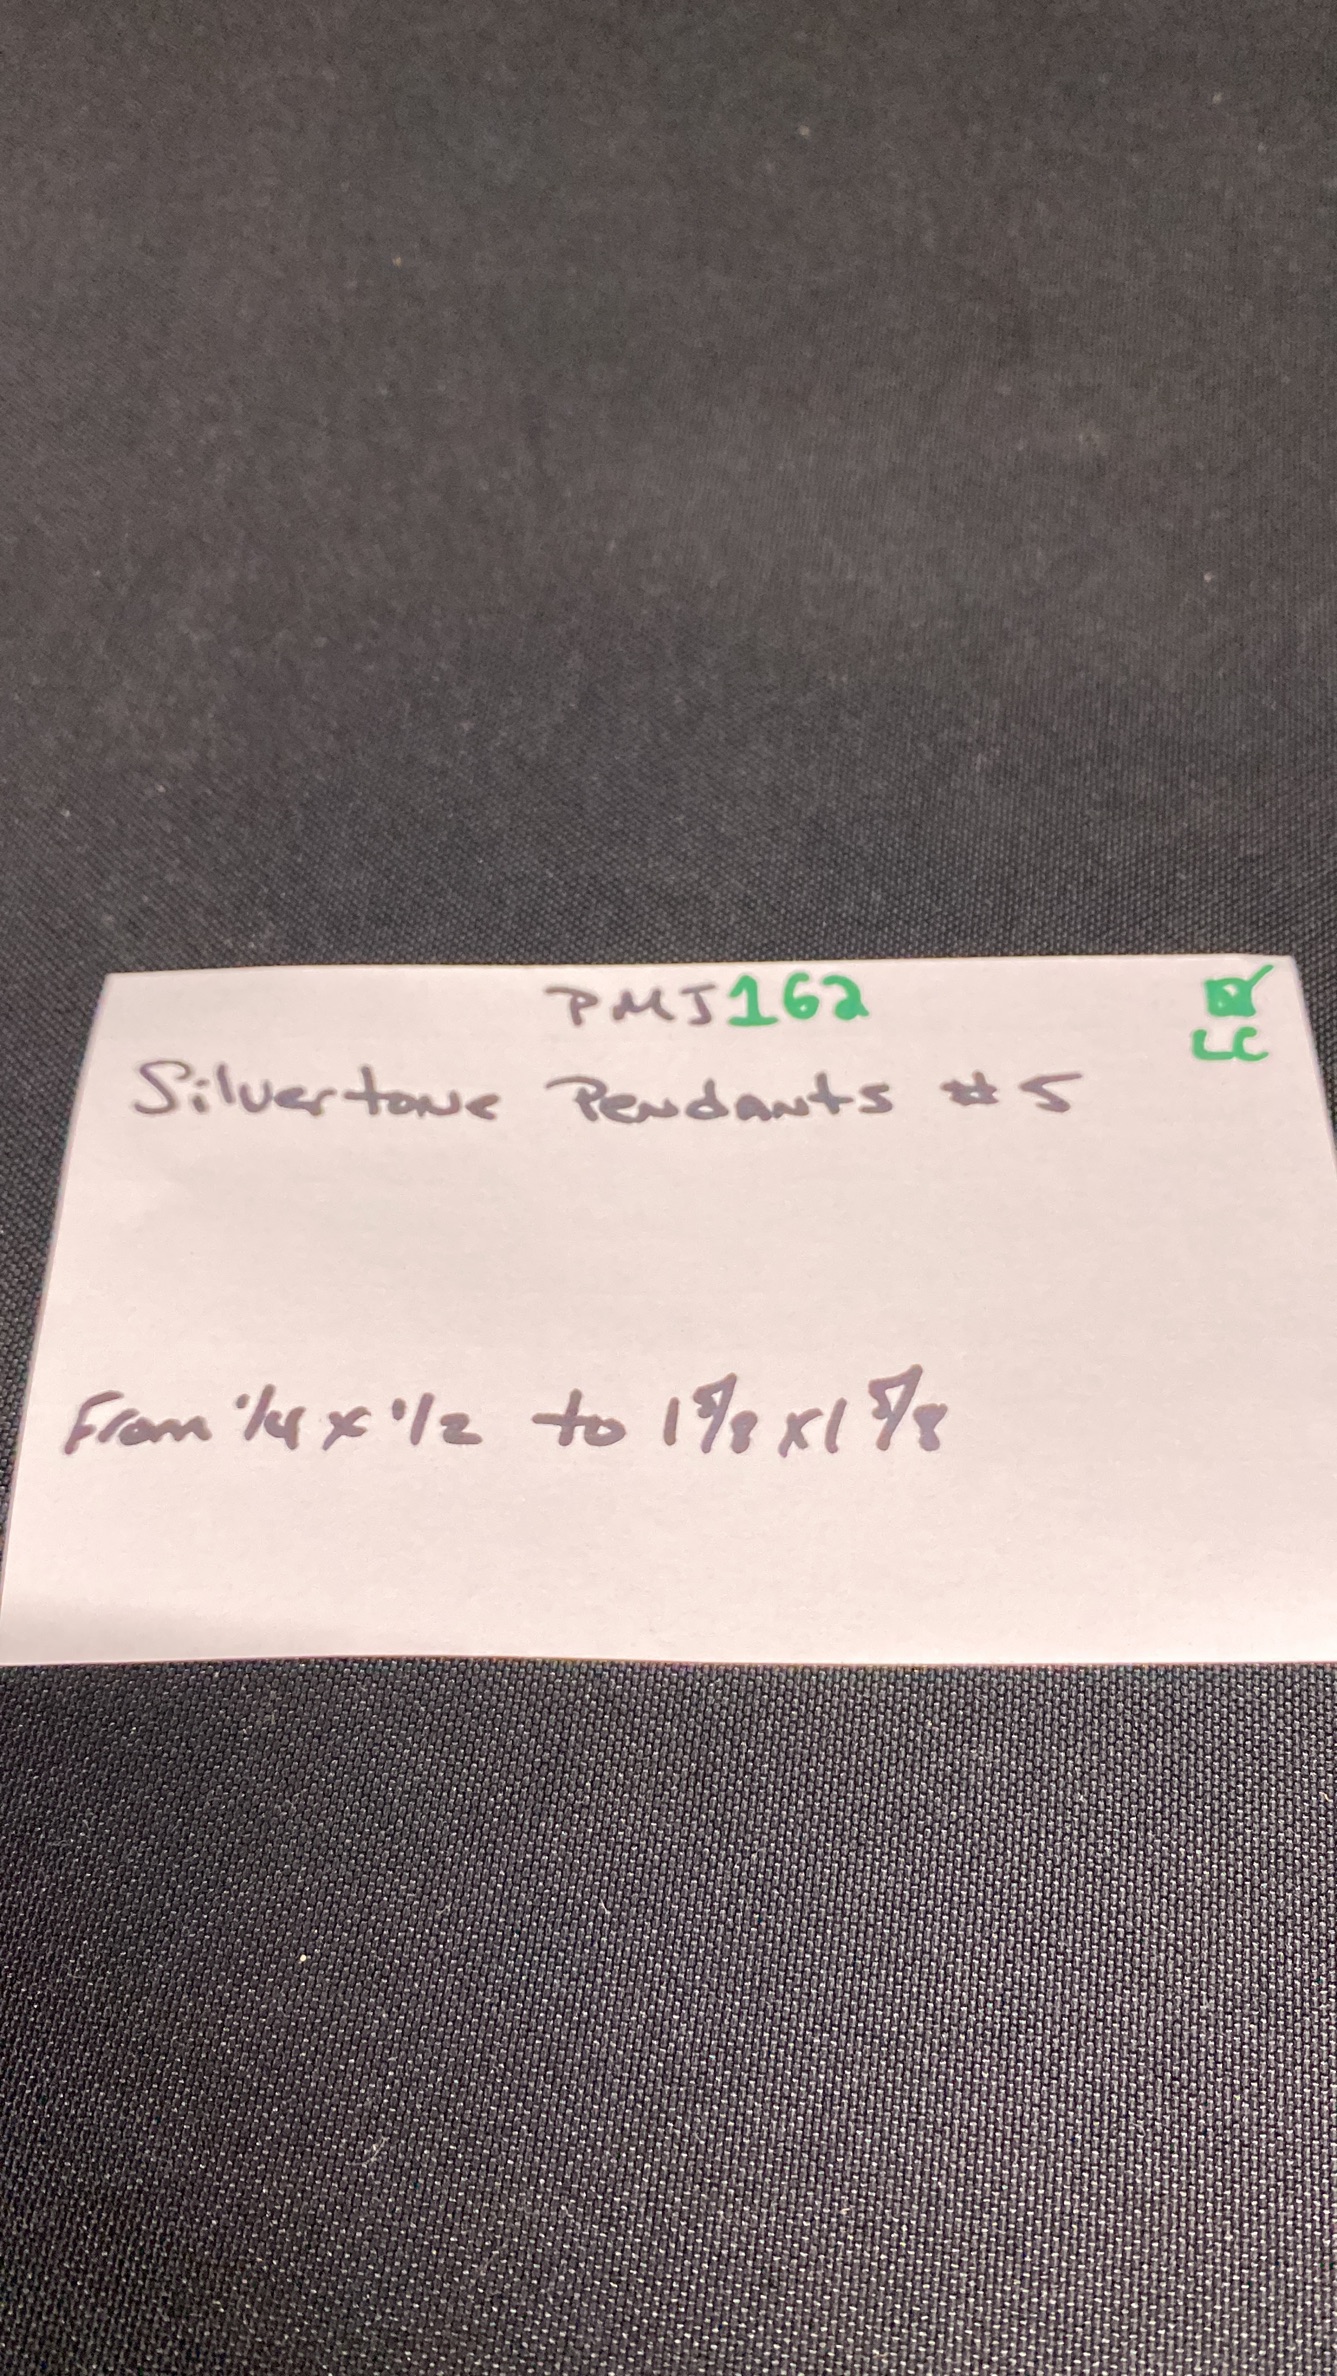 PMJ162
☑
LC
Silvertone Pendants #5
From 1/4 x 1/2 to 1 5/8 x 1 5/8